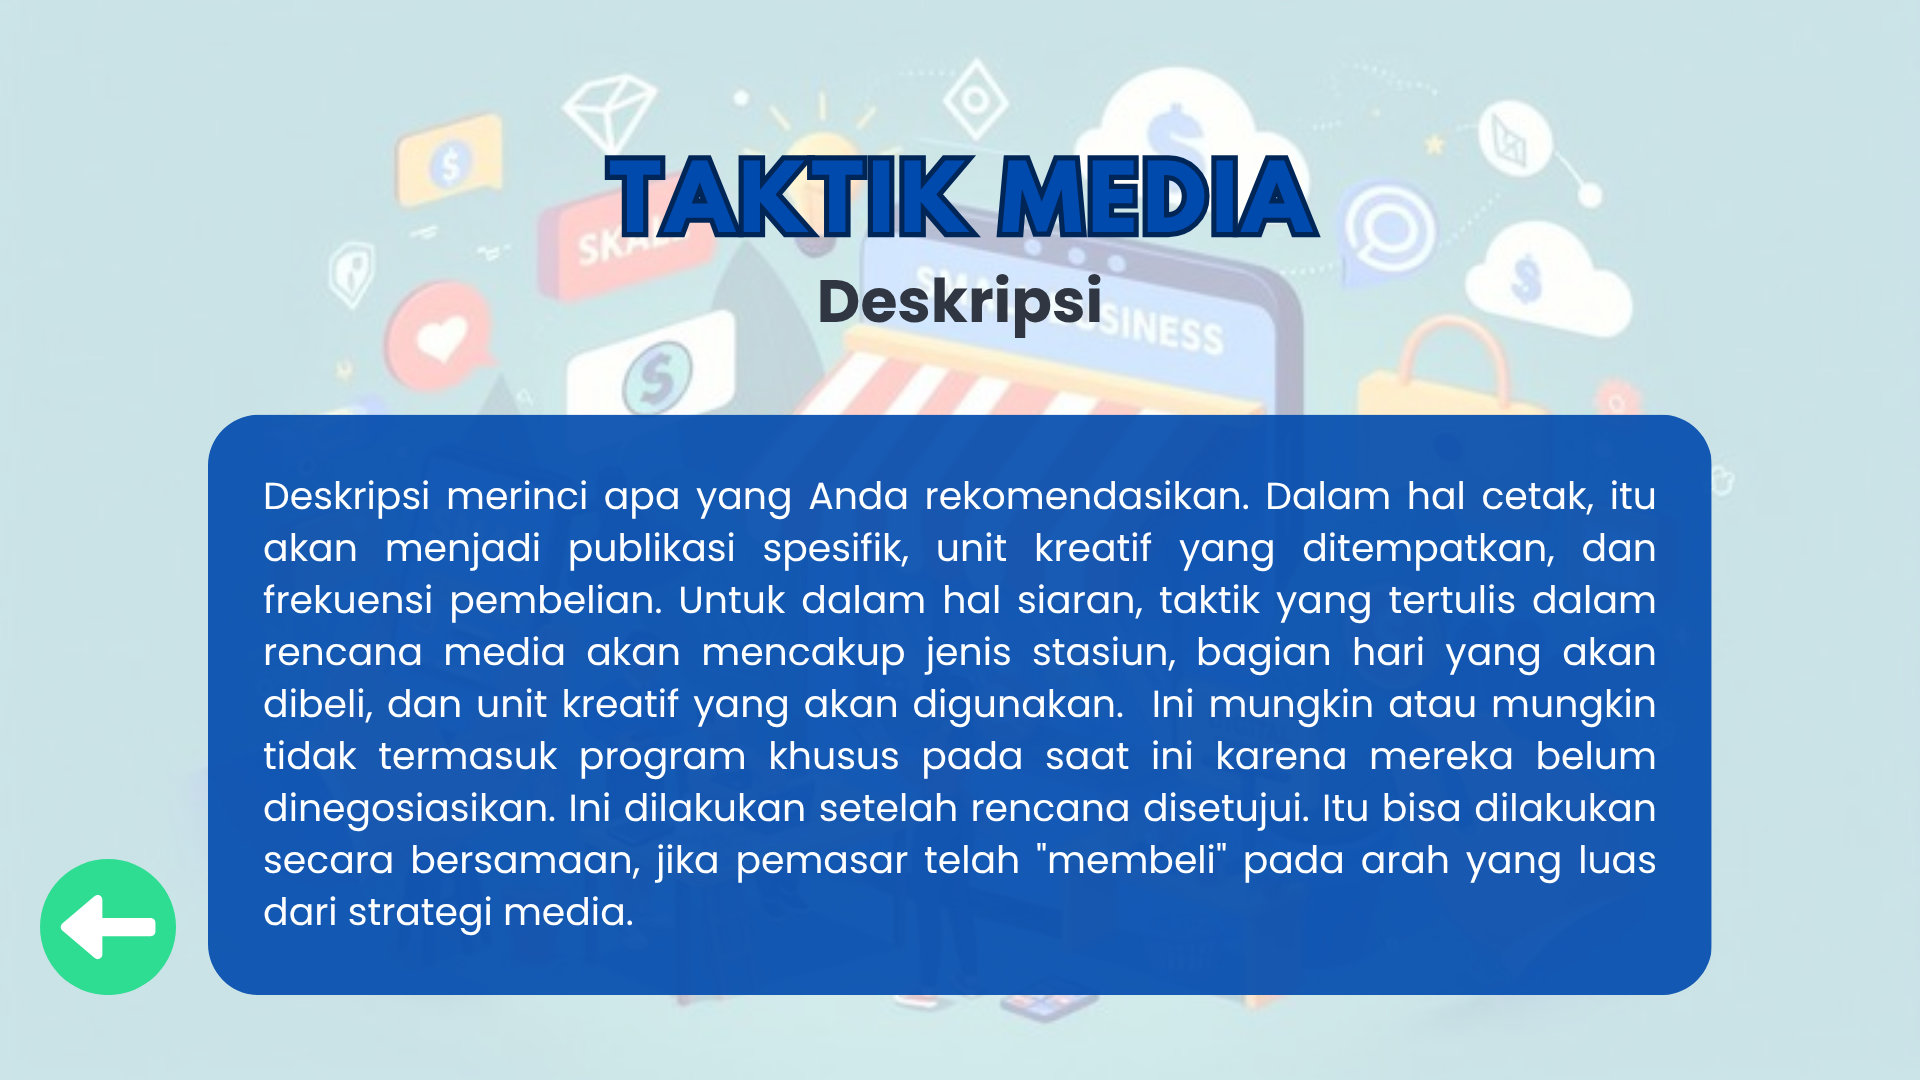 TAKTIK MEDIA
Deskripsi
SMALL BUSINESS
Deskripsi merinci apa yang Anda rekomendasikan. Dalam hal cetak, itu
akan menjadi publikasi spesifik, unit kreatif yang ditempatkan, dan
frekuensi pembelian. Untuk dalam hal siaran, taktik yang tertulis dalam
rencana media akan mencakup jenis stasiun, bagian hari yang akan
dibeli, dan unit kreatif yang akan digunakan.  Ini mungkin atau mungkin
tidak termasuk program khusus pada saat ini karena mereka belum
dinegosiasikan. Ini dilakukan setelah rencana disetujui. Itu bisa dilakukan
secara bersamaan, jika pemasar telah "membeli" pada arah yang luas
dari strategi media.